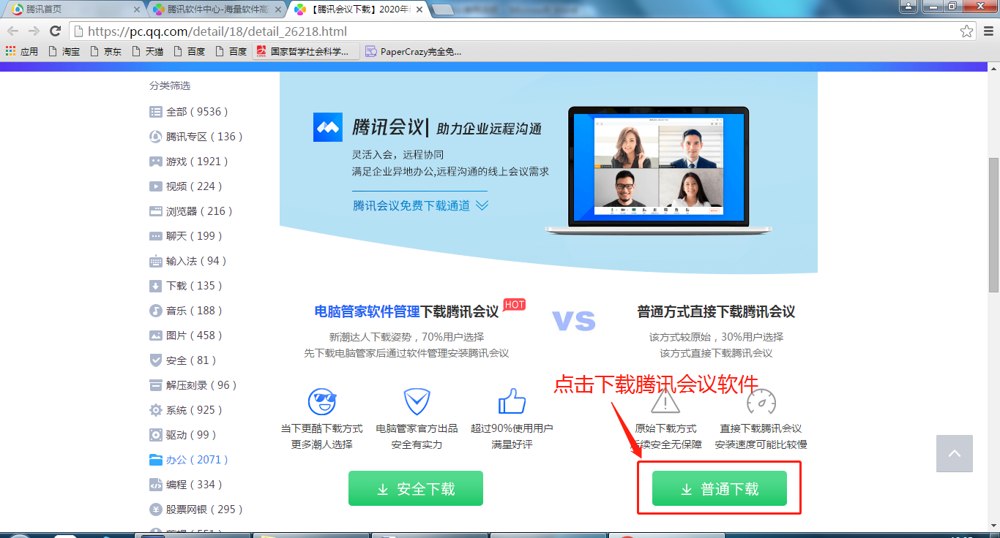 腾讯首页
腾讯软件中心-海量软件高
【腾讯会议下载】2020年
https://pc.qq.com/detail/18/detail_26218.html
应用
淘宝
京东
天猫
百度
百度
国家哲学社会科学...
PaperCrazy完全免...
分类筛选
全部 ( 9536 )
腾讯专区 ( 136 )
游戏 ( 1921 )
视频 ( 224 )
浏览器 ( 216 )
聊天 ( 199 )
输入法 ( 94 )
下载 ( 135 )
音乐 ( 188 )
图片 ( 458 )
安全 ( 81 )
解压刻录 ( 96 )
系统 ( 925 )
驱动 ( 99 )
办公 ( 2071 )
编程 ( 334 )
股票网银 ( 295 )
腾讯会议| 助力企业远程沟通
灵活入会，远程协同
满足企业异地办公,远程沟通的线上会议需求
腾讯会议免费下载通道
电脑管家软件管理下载腾讯会议 HOT
新潮达人下载姿势，70%用户选择
先下载电脑管家后通过软件管理安装腾讯会议
当下更酷下载方式
更多潮人选择
电脑管家官方出品
安全有实力
超过90%使用用户
满星好评
安全下载
VS
普通方式直接下载腾讯会议
该方式较原始，30%用户选择
该方式直接下载腾讯会议
点击下载腾讯会议软件
原始下载方式
后续安全无保障
直接下载腾讯会议
安装速度可能比较慢
普通下载